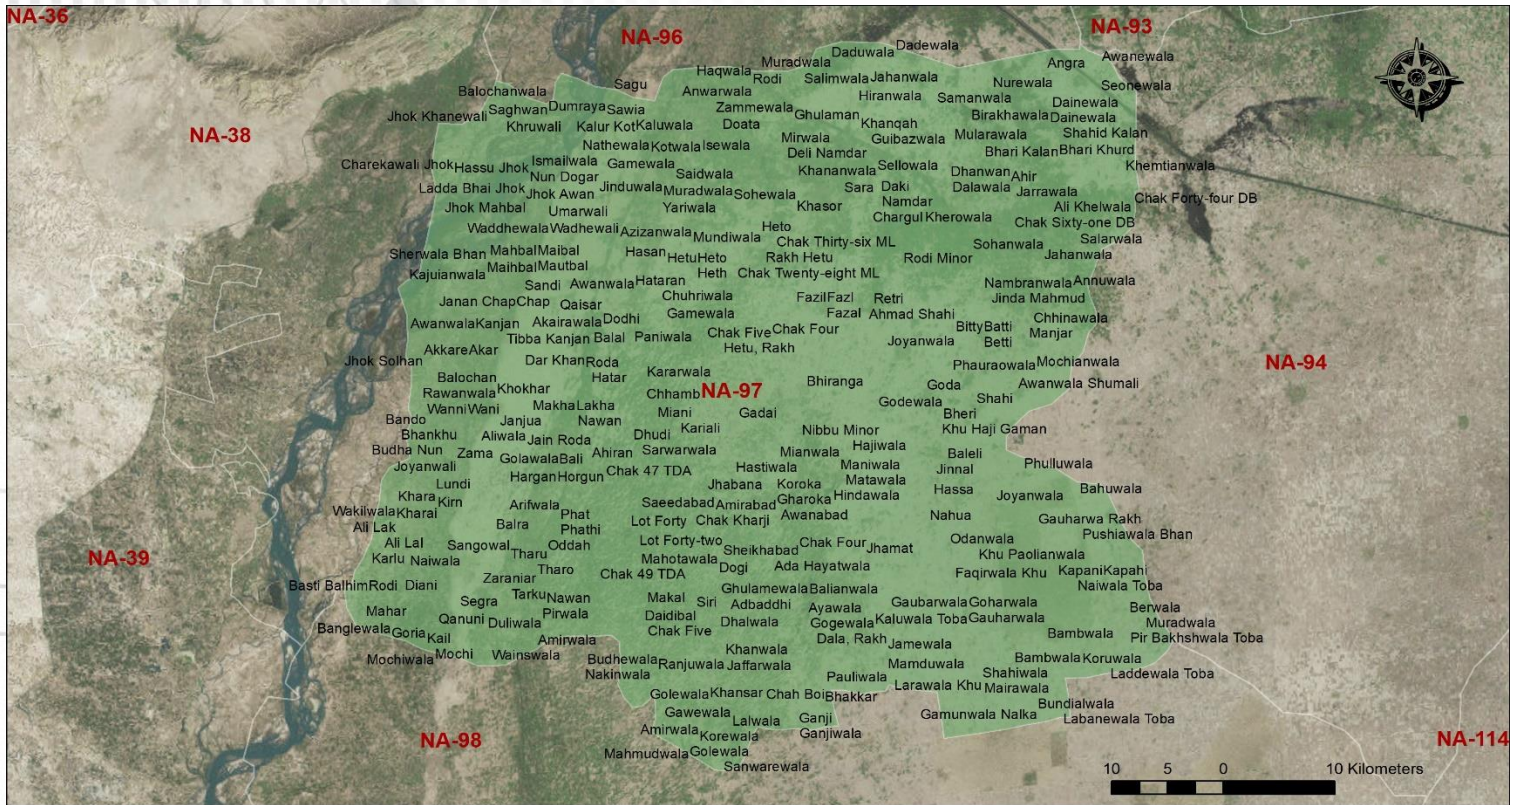 NA-36
NA-96
NA-93
Daduwala
Dadewala
Awanewala
Muradwala
Angra
Haqwala
Rodi
Salimwala
Jahanwala
Nurewala
Seonewala
Sagu
Balochanwala
Anwarwala
Hiranwala
Samanwala
Dainewala
Saghwan
Dumraya
Sawia
Zammewala
Ghulaman
Birakhawala
Dainewala
Jhok Khanewali
Khruwali
Kalur Kot
Kaluwala
Doata
Khanqah
NA-38
Mirwala
Guibazwala
Mularawala
Shahid Kalan
Nathewala
Kotwala
Isewala
Deli Namdar
Bhari Kalan
Bhari Khurd
Charekawali Jhok
Hassu Jhok
Ismailwala
Gamewala
Khananwala
Sellowala
Khemtianwala
Nun Dogar
Saidwala
Dhanwan
Ahir
Ladda Bhai Jhok
Jhok Awan
Jinduwala
Muradwala
Sohewala
Sara
Daki
Dalawala
Jarrawala
Chak Forty-four DB
Jhok Mahbal
Umarwali
Yariwala
Khasor
Namdar
Ali Khelwala
Chargul
Kherowala
Chak Sixty-one DB
Waddhewala
Wadhewali
Azizanwala
Mundiwala
Heto
Salarwala
Sherwala Bhan
Mahbal
Maibal
Hasan
Chak Thirty-six ML
Sohanwala
Jahanwala
Hetu
Heto
Rakh Hetu
Rodi Minor
Kajuianwala
Maihbal
Mautbal
Heth
Chak Twenty-eight ML
Sandi
Awanwala
Hataran
Nambranwala
Annuwala
Janan Chap
Chap
Qaisar
Chuhriwala
Fazil
Fazl
Retri
Jinda Mahmud
Awanwala
Kanjan
Akairawala
Dodhi
Gamewala
Fazal
Ahmad Shahi
Chhinawala
Tibba Kanjan
Balal
Paniwala
Chak Five
Chak Four
Bitty
Batti
Manjar
Hetu, Rakh
Joyanwala
Betti
Akkare
Akar
Jhok Solhan
Dar Khan
Roda
Phauraowala
Mochianwala
NA-94
Balochan
Hatar
Kararwala
Bhiranga
Goda
Awanwala Shumali
Rawanwala
Khokhar
Chhamb
NA-97
Godewala
Shahi
Wanni
Wani
Makha
Lakha
Miani
Gadai
Bheri
Bando
Janjua
Nawan
Kariali
Nibbu Minor
Khu Haji Gaman
Bhankhu
Aliwala
Jain Roda
Dhudi
Hajiwala
Budha Nun
Zama
Golawala
Bali
Ahiran
Sarwarwala
Mianwala
Baleli
Joyanwali
Chak 47 TDA
Hastiwala
Maniwala
Jinnal
Phulluwala
Lundi
Hargan
Horgun
Jhabana
Koroka
Matawala
Khara
Kirn
Arifwala
Saeedabad
Amirabad
Gharoka
Hindawala
Hassa
Joyanwala
Bahuwala
Wakilwala
Kharai
Phat
Lot Forty
Chak Kharji
Awanabad
Nahua
Gauharwa Rakh
Ali Lak
Balra
Phathi
Pushiawala Bhan
Ali Lal
Sangowal
Oddah
Lot Forty-two
Sheikhabad
Chak Four
Jhamat
Odanwala
NA-39
Karlu
Naiwala
Tharu
Mahotawala
Khu Paolianwala
Tharo
Chak 49 TDA
Dogi
Ada Hayatwala
Faqirwala Khu
Kapani
Kapahi
Basti Balhim
Rodi
Diani
Zaraniar
Ghulamewala
Balianwala
Naiwala Toba
Segra
Tarku
Nawan
Makal
Siri
Adbaddhi
Ayawala
Gaubarwala
Goharwala
Berwala
Mahar
Qanuni
Duliwala
Pirwala
Daidibal
Dhalwala
Gogewala
Kaluwala Toba
Gauharwala
Muradwala
Banglewala
Goria
Kail
Amirwala
Chak Five
Dala, Rakh
Jamewala
Bambwala
Pir Bakhshwala Toba
Mochiwala
Mochi
Wainswala
Budhewala
Ranjuwala
Khanwala
Jaffarwala
Mamduwala
Bambwala
Koruwala
Nakinwala
Pauliwala
Shahiwala
Laddewala Toba
Golewala
Khansar
Chah Boi
Bhakkar
Larawala Khu
Mairawala
Gawewala
Lalwala
Ganji
Gamunwala Nalka
Bundialwala
Labanewala Toba
Amirwala
Korewala
Ganjiwala
NA-98
NA-114
Mahmudwala
Golewala
Sanwarewala
10 5 0 10 Kilometers